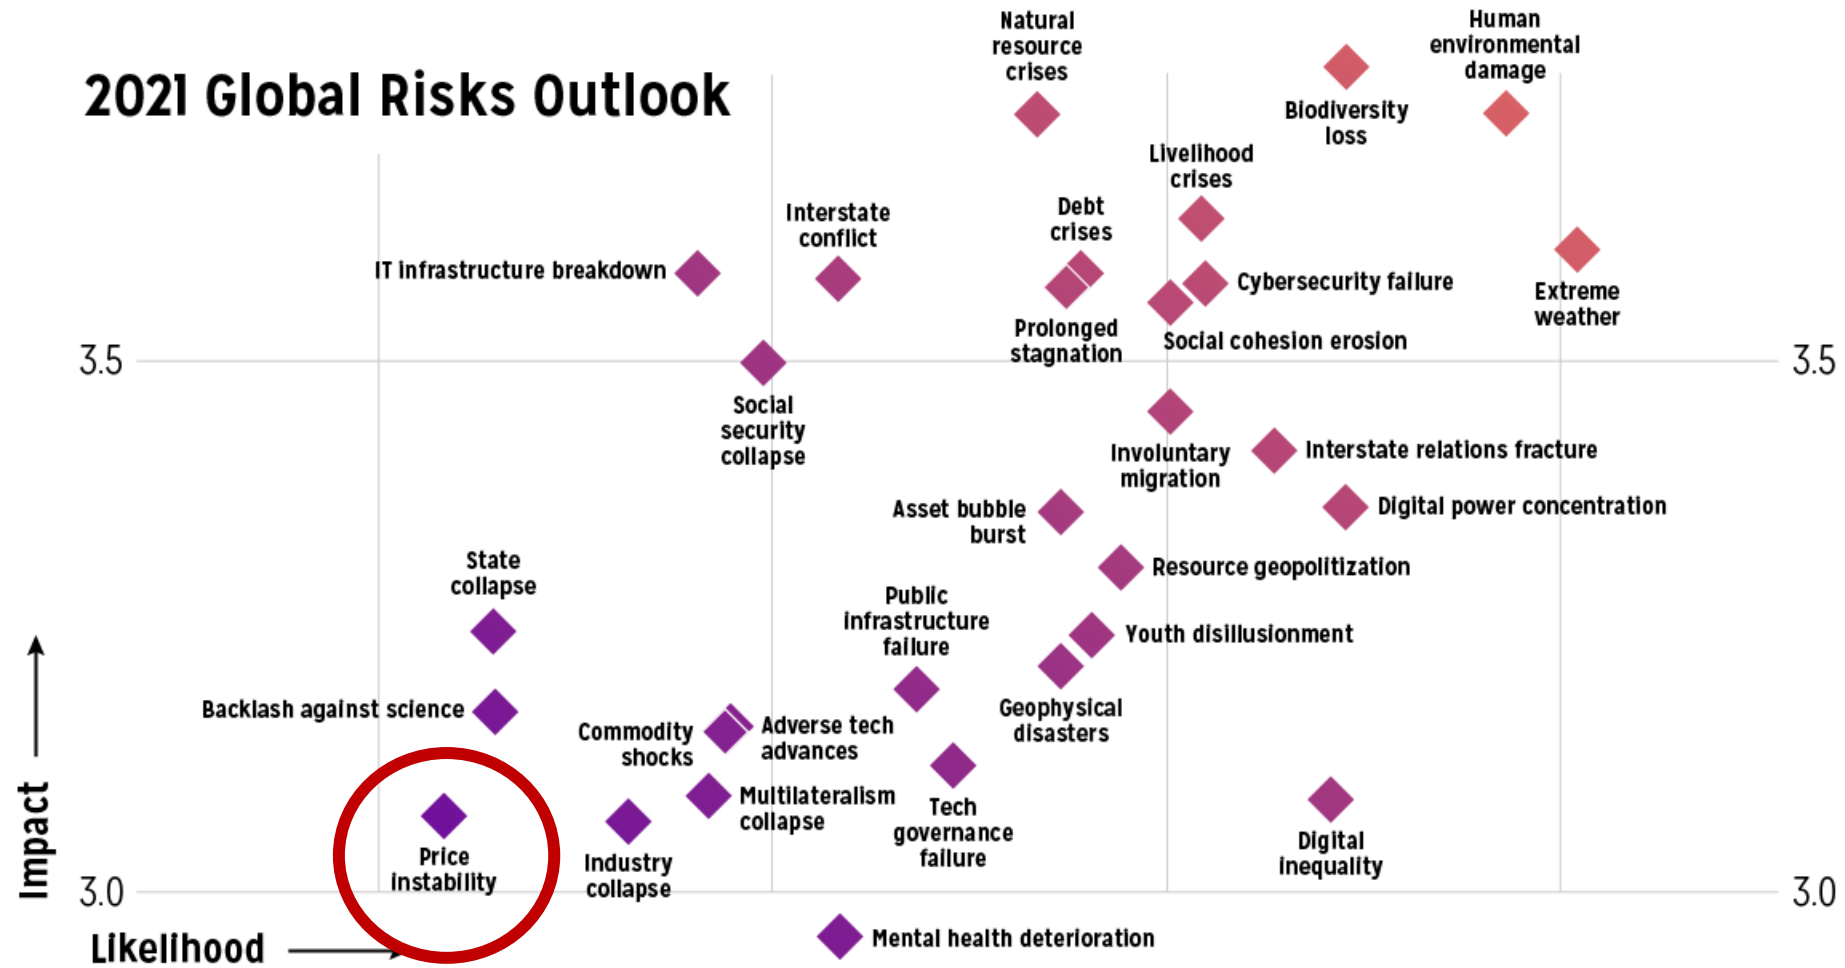 2021 Global Risks Outlook
Natural
resource
crises
Human
environmental
damage
Biodiversity
loss
Livelihood
crises
Debt
crises
Interstate
conflict
IT infrastructure breakdown
Cybersecurity failure
Extreme
weather
Prolonged
stagnation
Social cohesion erosion
3.5
3.5
Social
security
collapse
Involuntary
migration
Interstate relations fracture
Asset bubble
burst
Digital power concentration
State
collapse
Resource geopolitization
Public
infrastructure
failure
Youth disillusionment
Backlash against science
Geophysical
disasters
Commodity
shocks
Adverse tech
advances
Multilateralism
collapse
Tech
governance
failure
Digital
inequality
Price
instability
Industry
collapse
Impact
3.0
3.0
Likelihood
Mental health deterioration